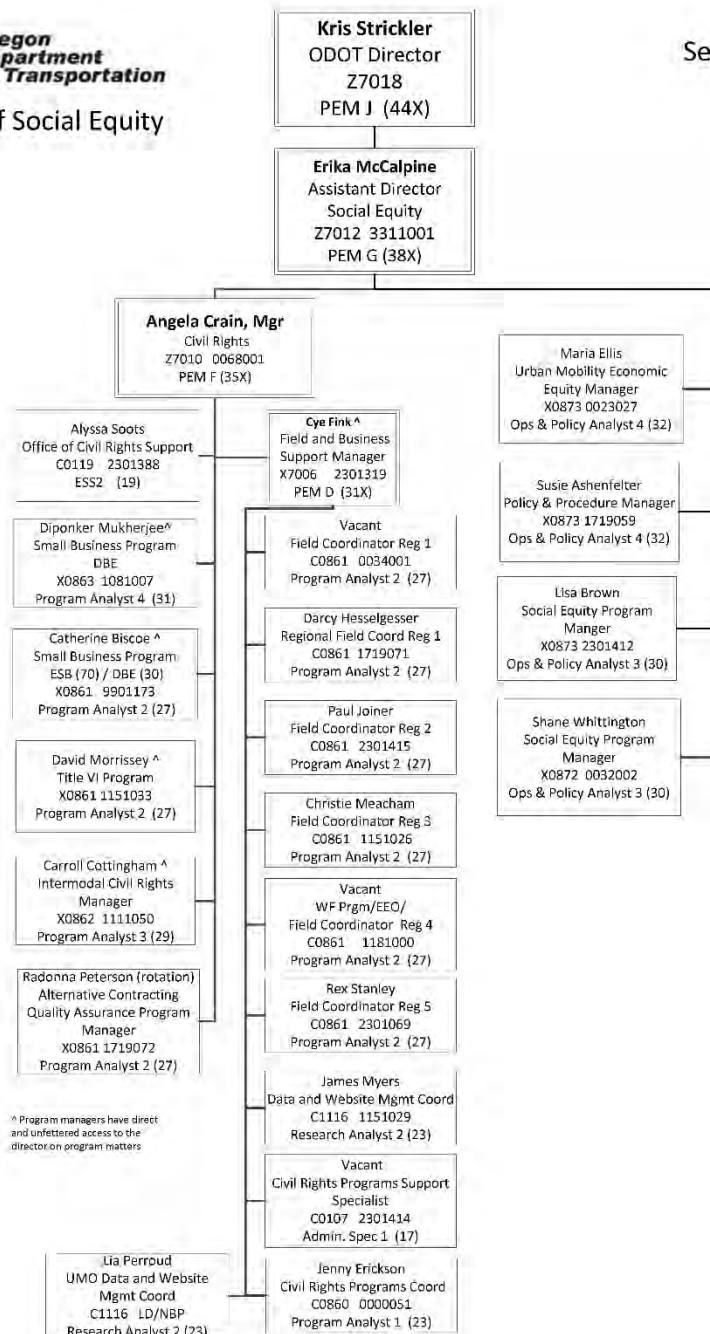 egon
partment
Transportation
f Social Equity
Se
Kris Strickler
ODOT Director
Z7018
PEM J (44X)
Erika McCalpine
Assistant Director
Social Equity
Z7012 3311001
PEM G (38X)
Angela Crain, Mgr
Civil Rights
Z7010 0068001
PEM F (35X)
Alyssa Soots
Office of Civil Rights Support
C0119 2301388
ESS2 (19)
Diponker Mukherjee^
Small Business Program
DBE
X0863 1081007
Program Analyst 4 (31)
Catherine Biscoe ^
Small Business Program
ESB (70) / DBE (30)
X0861 9901173
Program Analyst 2 (27)
David Morrissey ^
Title VI Program
X0861 1151033
Program Analyst 2 (27)
Carroll Cottingham ^
Intermodal Civil Rights
Manager
X0862 1111050
Program Analyst 3 (29)
Radonna Peterson (rotation)
Alternative Contracting
Quality Assurance Program
Manager
X0861 1719072
Program Analyst 2 (27)
^ Program managers have direct
and unfettered access to the
director on program matters
Cye Fink ^
Field and Business
Support Manager
X7006 2301319
PEM D (31X)
Vacant
Field Coordinator Reg 1
C0861 0034001
Program Analyst 2 (27)
Darcy Hesselgesser
Regional Field Coord Reg 1
C0861 1719071
Program Analyst 2 (27)
Paul Joiner
Field Coordinator Reg 2
C0861 2301415
Program Analyst 2 (27)
Christie Meacham
Field Coordinator Reg 3
C0861 1151026
Program Analyst 2 (27)
Vacant
WF Prgm/EEO/
Field Coordinator Reg 4
C0861 1181000
Program Analyst 2 (27)
Rex Stanley
Field Coordinator Reg 5
C0861 2301069
Program Analyst 2 (27)
James Myers
Data and Website Mgmt Coord
C1116 1151029
Research Analyst 2 (23)
Vacant
Civil Rights Programs Support
Specialist
C0107 2301414
Admin. Spec 1 (17)
Lia Perroud
UMO Data and Website
Mgmt Coord
C1116 LD/NBP
Research Analyst 2 (23)
Jenny Erickson
Civil Rights Programs Coord
C0860 0000051
Program Analyst 1 (23)
Maria Ellis
Urban Mobility Economic
Equity Manager
X0873 0023027
Ops & Policy Analyst 4 (32)
Susie Ashenfelter
Policy & Procedure Manager
X0873 1719059
Ops & Policy Analyst 4 (32)
Lisa Brown
Social Equity Program
Manger
X0873 2301412
Ops & Policy Analyst 3 (30)
Shane Whittington
Social Equity Program
Manager
X0872 0032002
Ops & Policy Analyst 3 (30)